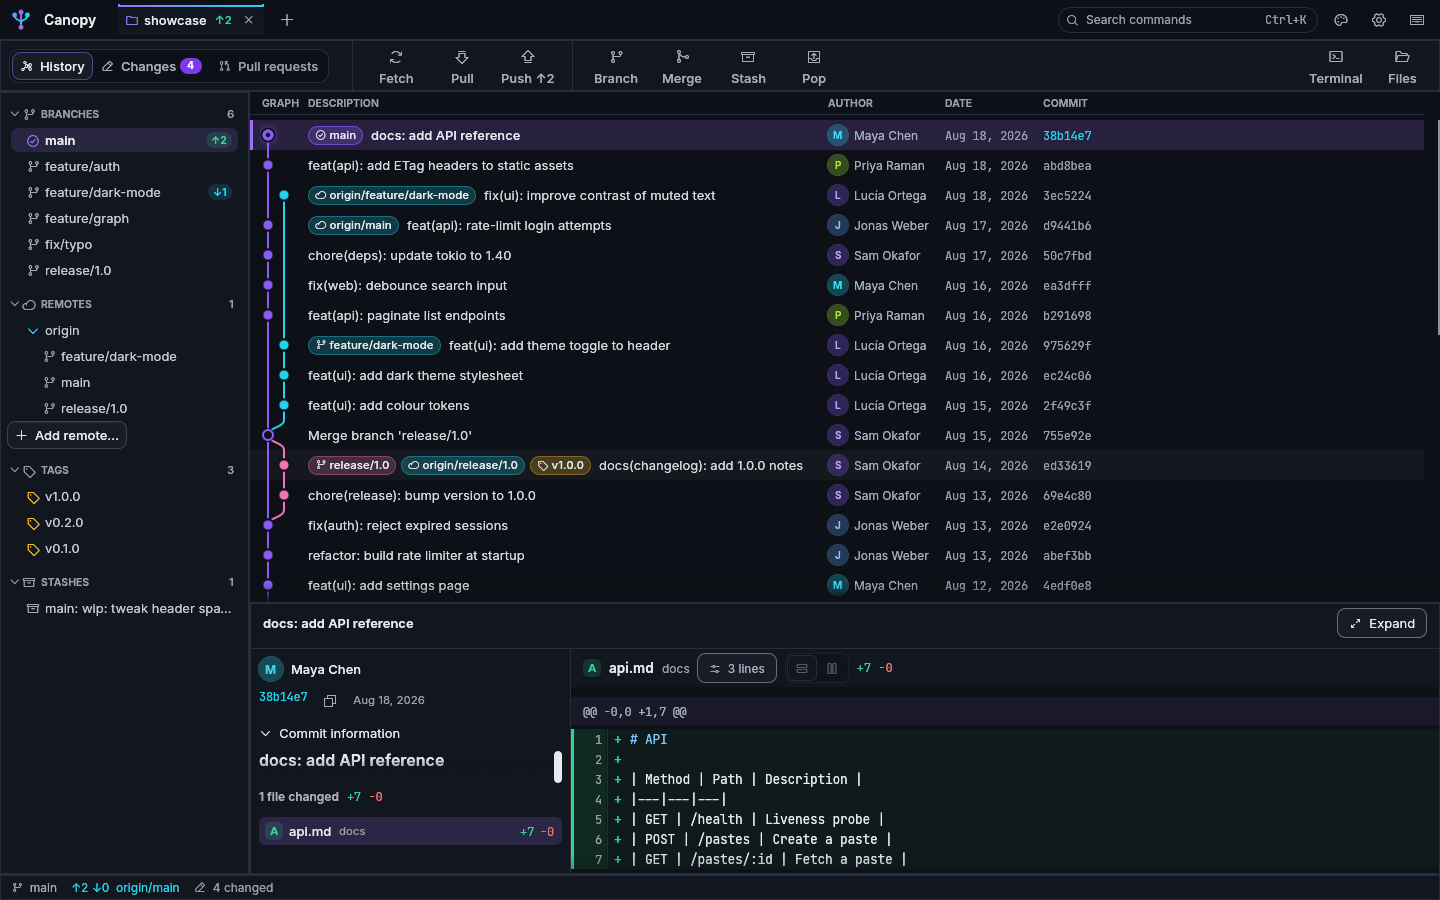 Canopy showcase ↑2 × + Search commands Ctrl+K
History Changes 4 Pull requests Fetch Pull Push ↑2 Branch Merge Stash Pop Terminal Files
BRANCHES 6
main ↑2
feature/auth
feature/dark-mode ↓1
feature/graph
fix/typo
release/1.0
REMOTES 1
origin
feature/dark-mode
main
release/1.0
+ Add remote...
TAGS 3
v1.0.0
v0.2.0
v0.1.0
STASHES 1
main: wip: tweak header spa...
GRAPH DESCRIPTION AUTHOR DATE COMMIT
main docs: add API reference M Maya Chen Aug 18, 2026 38b14e7
feat(api): add ETag headers to static assets P Priya Raman Aug 18, 2026 abd8bea
origin/feature/dark-mode fix(ui): improve contrast of muted text L Lucía Ortega Aug 18, 2026 3ec5224
origin/main feat(api): rate-limit login attempts J Jonas Weber Aug 17, 2026 d9441b6
chore(deps): update tokio to 1.40 S Sam Okafor Aug 17, 2026 50c7fbd
fix(web): debounce search input M Maya Chen Aug 16, 2026 ea3dfff
feat(api): paginate list endpoints P Priya Raman Aug 16, 2026 b291698
feature/dark-mode feat(ui): add theme toggle to header L Lucía Ortega Aug 16, 2026 975629f
feat(ui): add dark theme stylesheet L Lucía Ortega Aug 16, 2026 ec24c06
feat(ui): add colour tokens L Lucía Ortega Aug 15, 2026 2f49c3f
Merge branch 'release/1.0' S Sam Okafor Aug 15, 2026 755e92e
release/1.0 origin/release/1.0 v1.0.0 docs(changelog): add 1.0.0 notes S Sam Okafor Aug 14, 2026 ed33619
chore(release): bump version to 1.0.0 S Sam Okafor Aug 13, 2026 69e4c80
fix(auth): reject expired sessions J Jonas Weber Aug 13, 2026 e2e0924
refactor: build rate limiter at startup J Jonas Weber Aug 13, 2026 abef3bb
feat(ui): add settings page M Maya Chen Aug 12, 2026 4edf0e8
docs: add API reference Expand
M Maya Chen
38b14e7 Aug 18, 2026
Commit information
docs: add API reference
1 file changed +7 -0
A api.md docs +7 -0
A api.md docs 3 lines +7 -0
@@ -0,0 +1,7 @@
1 + # API
2 +
3 + | Method | Path | Description |
4 + |---|---|---|
5 + | GET | /health | Liveness probe |
6 + | POST | /pastes | Create a paste |
7 + | GET | /pastes/:id | Fetch a paste |
main ↑2 ↓0 origin/main 4 changed